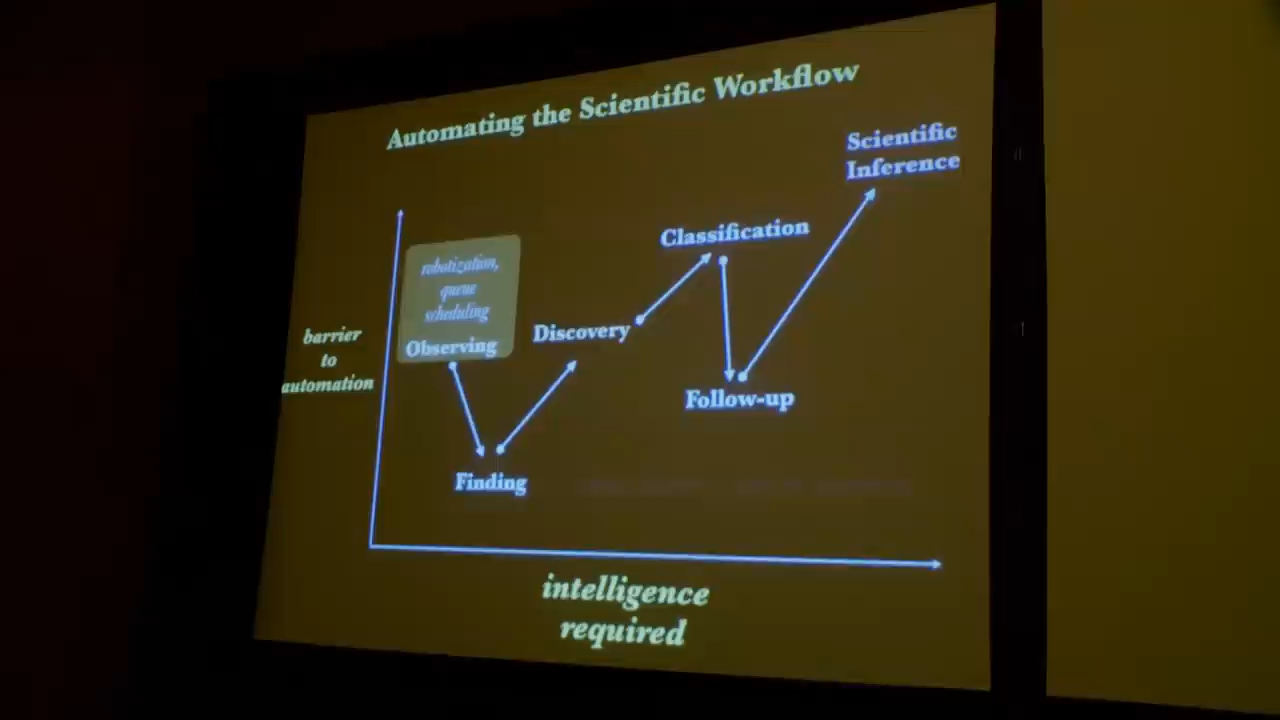 Automating the Scientific Workflow
Scientific
Inference
Classification
robotization,
queue
scheduling
Observing
Discovery
barrier
to
automation
Follow-up
Finding
intelligence
required